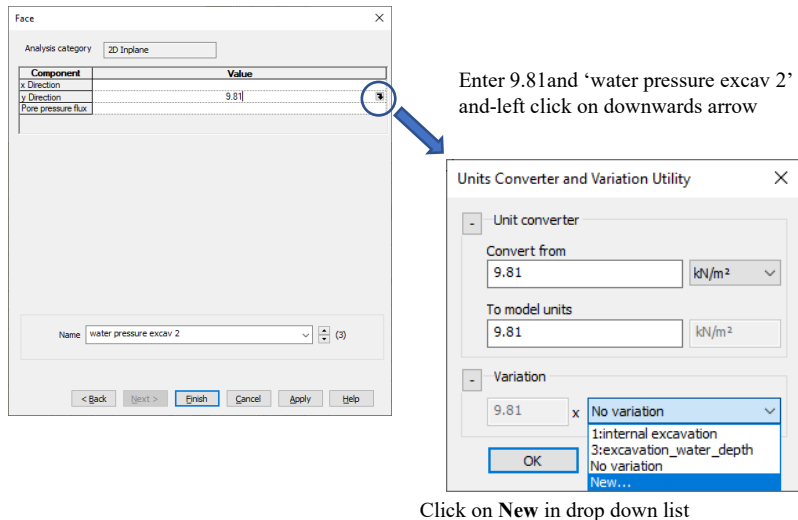 Face
Analysis category 2D Inplane
Component Value
x Direction
y Direction 9.81
Pore pressure flux
Name water pressure excav 2 (3)
< Back Next > Finish Cancel Apply Help
Enter 9.81and ‘water pressure excav 2’
and-left click on downwards arrow
Units Converter and Variation Utility
- Unit converter
Convert from
9.81 kN/m²
To model units
9.81 kN/m²
- Variation
9.81 x No variation
1:internal excavation
3:excavation_water_depth
No variation
New...
OK
Click on New in drop down list